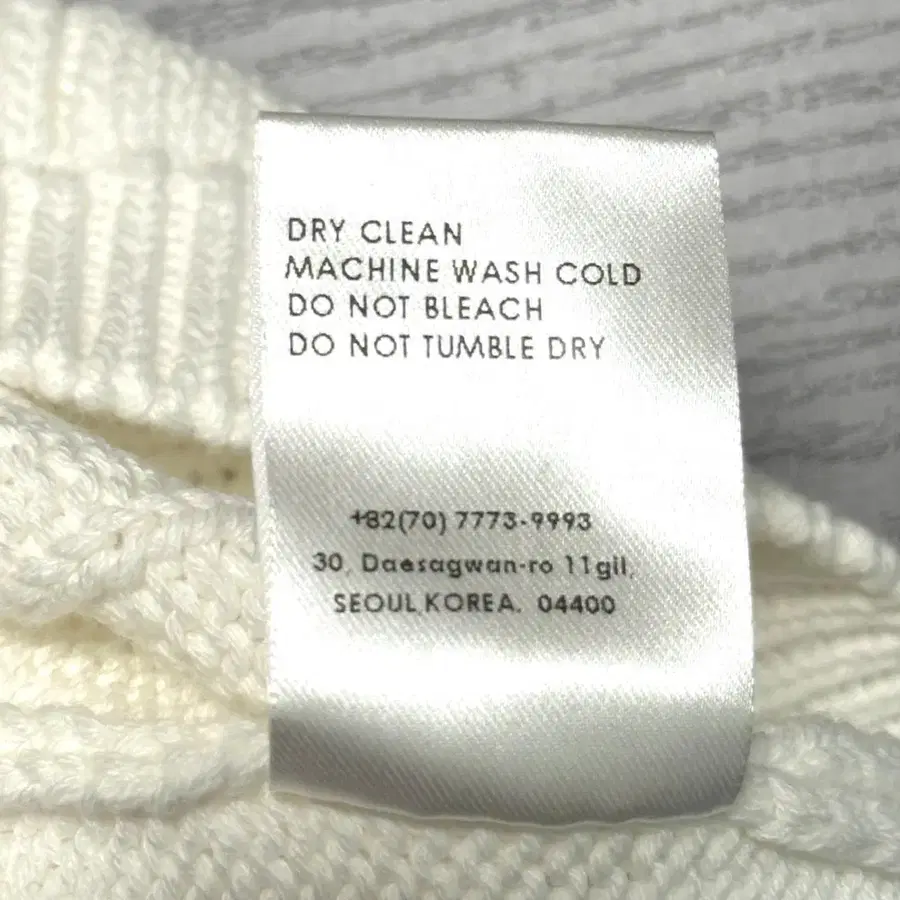 DRY CLEAN
MACHINE WASH COLD
DO NOT BLEACH
DO NOT TUMBLE DRY
+82(70) 7773-9993
30, Daesagwan-ro 11gil,
SEOUL,KOREA. 04400